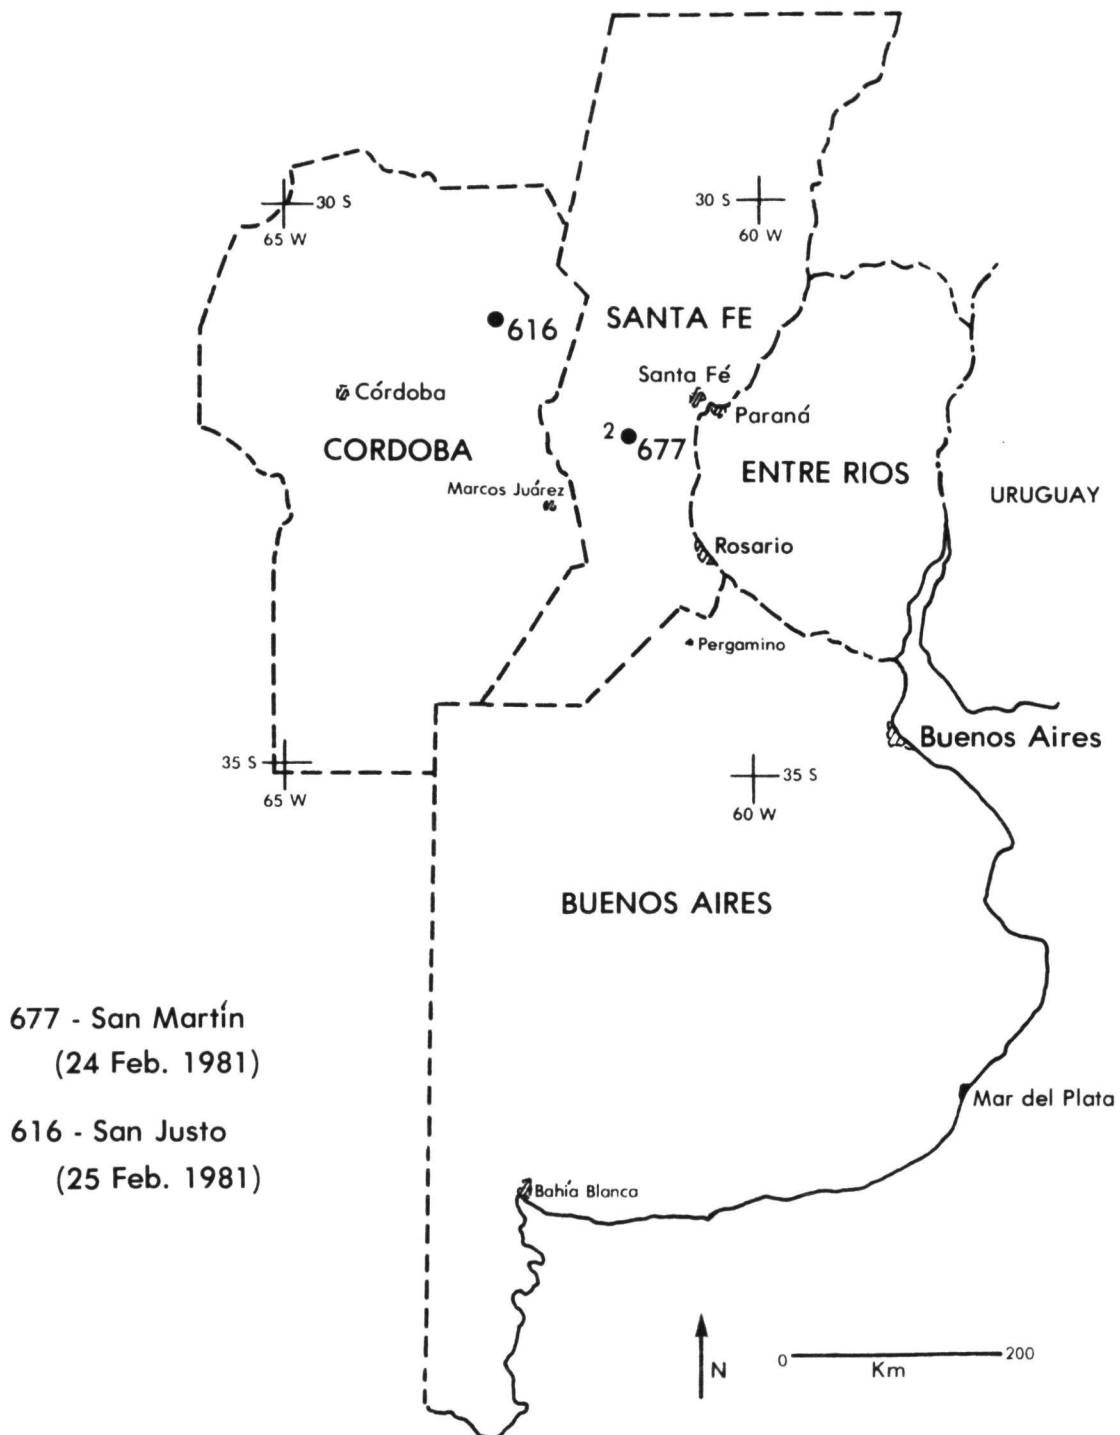 30 S
65 W
30 S
60 W
616
SANTA FE
Córdoba
Santa Fé
Paraná
2
677
CORDOBA
ENTRE RIOS
Marcos Juárez
URUGUAY
Rosario
Pergamino
Buenos Aires
35 S
65 W
35 S
60 W
BUENOS AIRES
677 - San Martín
(24 Feb. 1981)
616 - San Justo
(25 Feb. 1981)
Mar del Plata
Bahía Blanca
N
0
200
Km